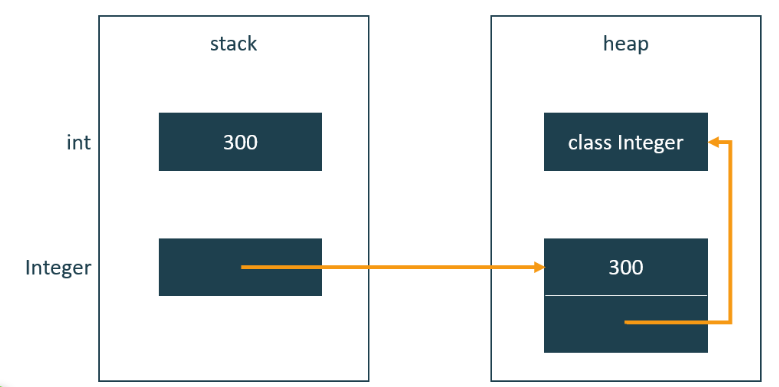 stack
heap
int
300
class Integer
Integer
300